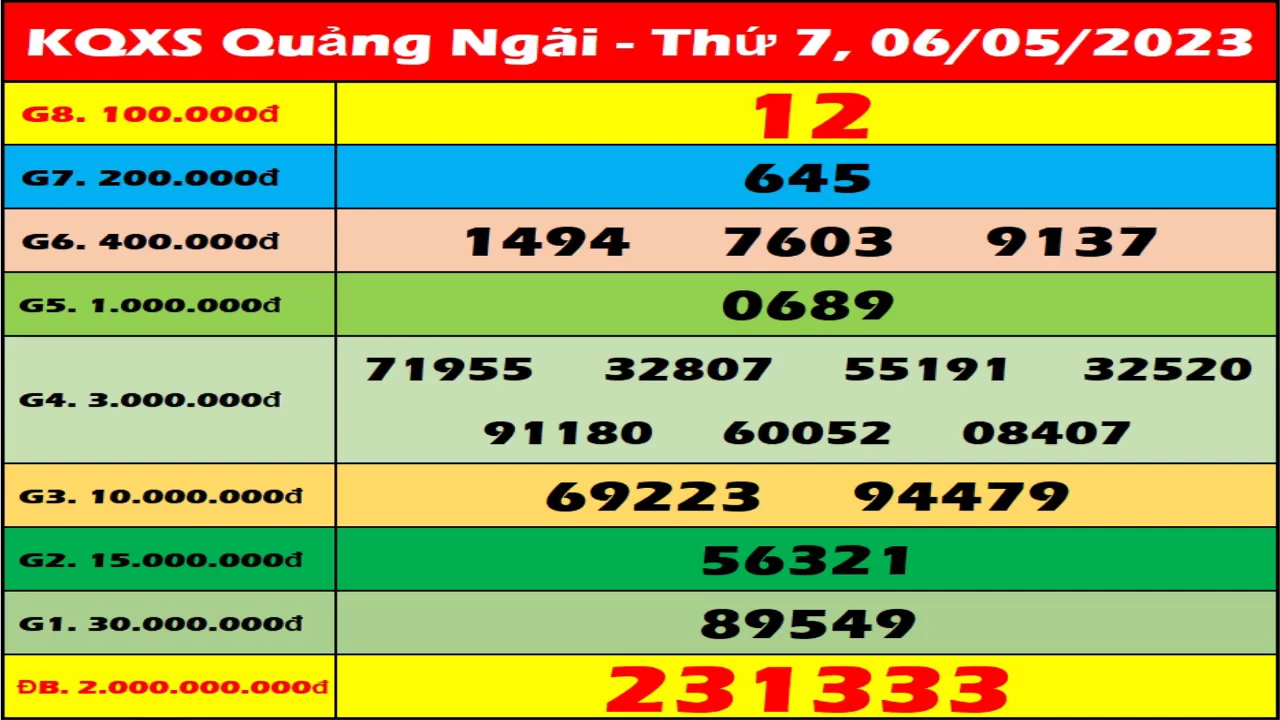 KQXS Quảng Ngãi - Thứ 7, 06/05/2023
G8. 100.000đ 12
G7. 200.000đ 645
G6. 400.000đ 1494 7603 9137
G5. 1.000.000đ 0689
G4. 3.000.000đ 71955 32807 55191 32520
91180 60052 08407
G3. 10.000.000đ 69223 94479
G2. 15.000.000đ 56321
G1. 30.000.000đ 89549
ĐB. 2.000.000.000đ 231333